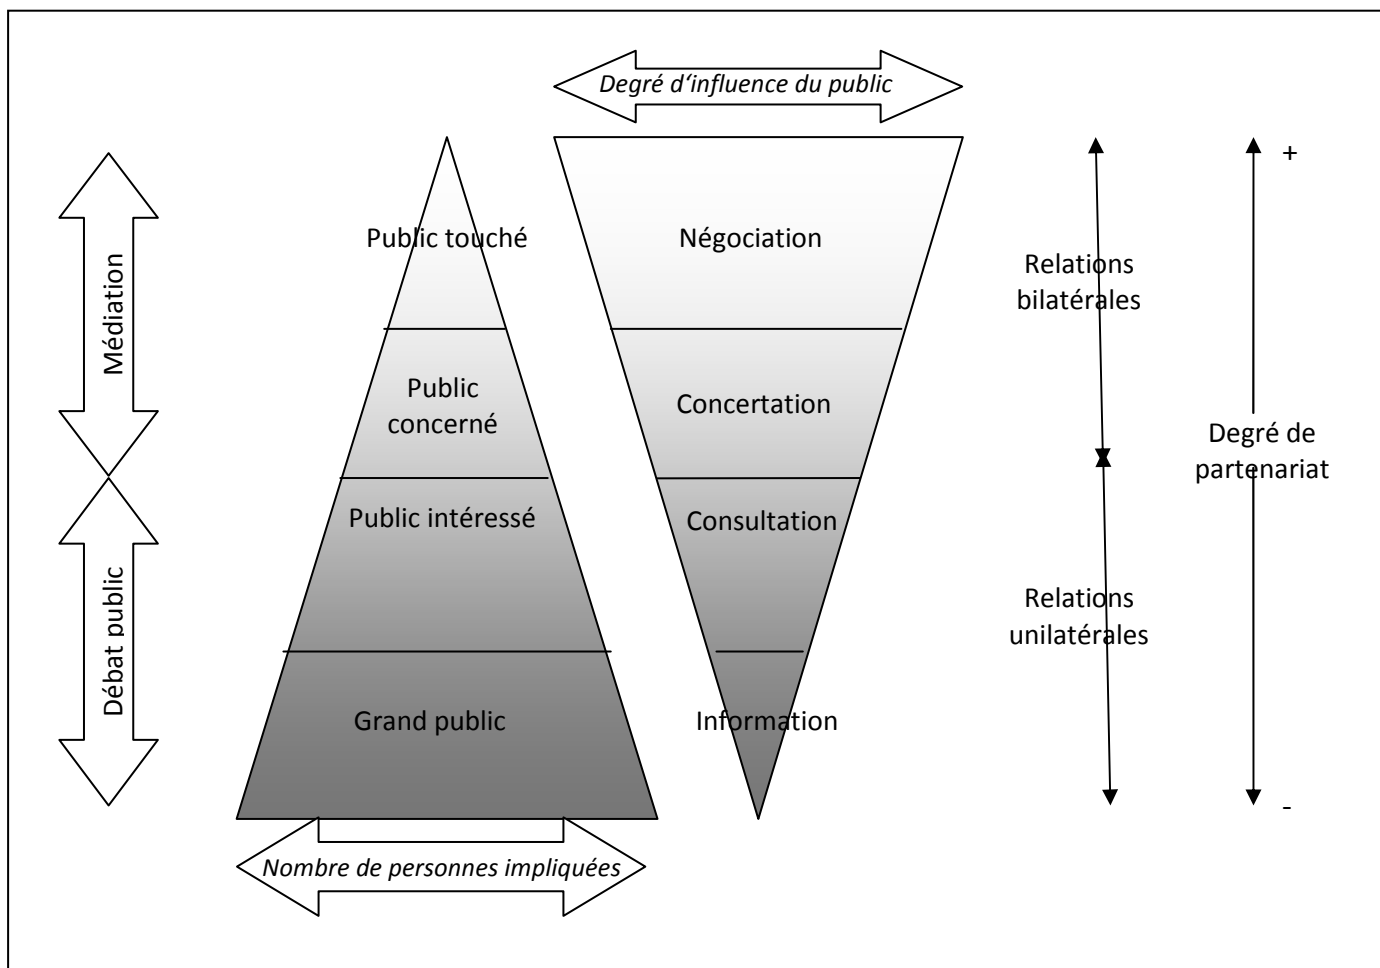 Degré d‘influence du public
+
Public touché
Négociation
Relations
bilatérales
Médiation
Public
concerné
Concertation
Degré de
partenariat
Public intéressé
Consultation
Relations
unilatérales
Débat public
Grand public
Information
-
Nombre de personnes impliquées